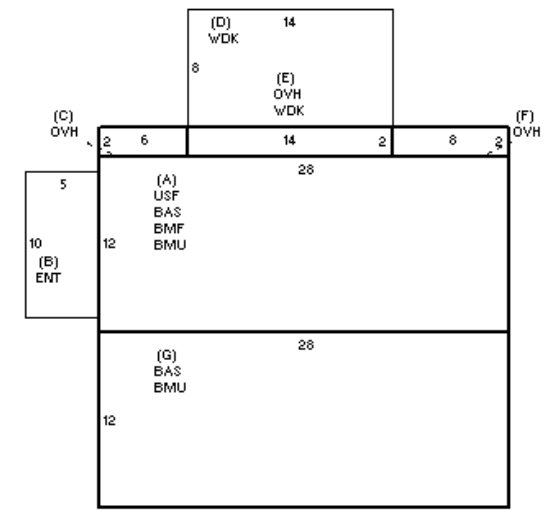 (D) 14
WDK
8
(E)
OVH
WDK
(C)
OVH
(F)
OVH
2 6 14 2 8 2
28
5
(A)
USF
BAS
BMF
BMU
10
12
(B)
ENT
28
(G)
BAS
BMU
12